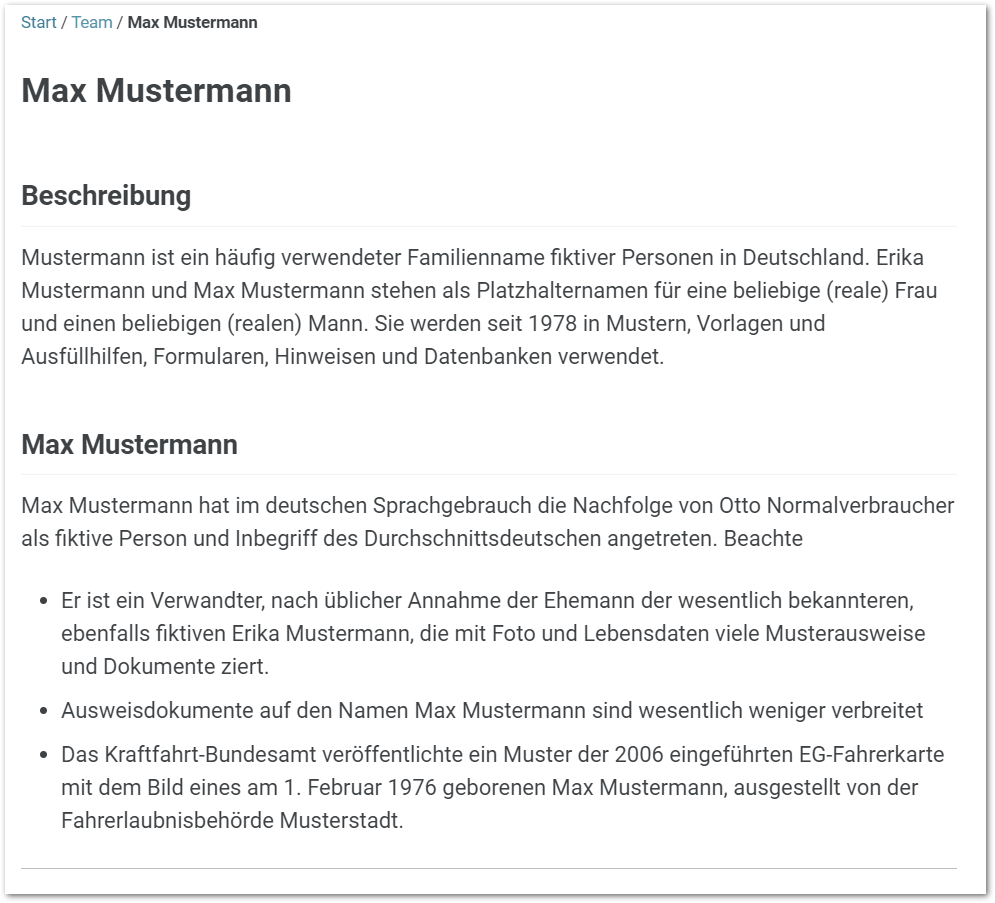 Start / Team / Max Mustermann
Max Mustermann
Beschreibung
Mustermann ist ein häufig verwendeter Familienname fiktiver Personen in Deutschland. Erika
Mustermann und Max Mustermann stehen als Platzhalternamen für eine beliebige (reale) Frau
und einen beliebigen (realen) Mann. Sie werden seit 1978 in Mustern, Vorlagen und
Ausfüllhilfen, Formularen, Hinweisen und Datenbanken verwendet.
Max Mustermann
Max Mustermann hat im deutschen Sprachgebrauch die Nachfolge von Otto Normalverbraucher
als fiktive Person und Inbegriff des Durchschnittsdeutschen angetreten. Beachte
• Er ist ein Verwandter, nach üblicher Annahme der Ehemann der wesentlich bekannteren,
ebenfalls fiktiven Erika Mustermann, die mit Foto und Lebensdaten viele Musterausweise
und Dokumente ziert.
• Ausweisdokumente auf den Namen Max Mustermann sind wesentlich weniger verbreitet
• Das Kraftfahrt-Bundesamt veröffentlichte ein Muster der 2006 eingeführten EG-Fahrerkarte
mit dem Bild eines am 1. Februar 1976 geborenen Max Mustermann, ausgestellt von der
Fahrerlaubnisbehörde Musterstadt.